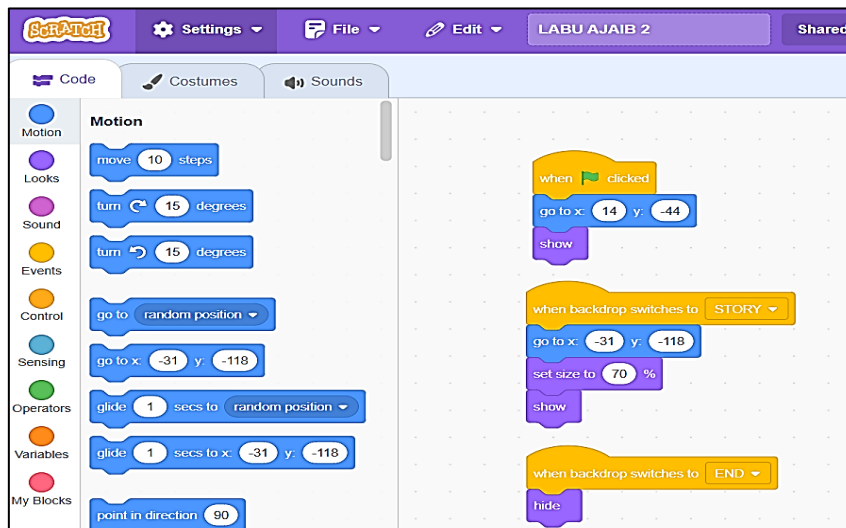 SCRATCH Settings File Edit LABU AJAIB 2 Shared
Code Costumes Sounds
Motion
Looks
Sound
Events
Control
Sensing
Operators
Variables
My Blocks
Motion
move 10 steps
turn 15 degrees
turn 15 degrees
go to random position
go to x: -31 y: -118
glide 1 secs to random position
glide 1 secs to x: -31 y: -118
point in direction 90
when clicked
go to x: 14 y: -44
show
when backdrop switches to STORY
go to x: -31 y: -118
set size to 70 %
show
when backdrop switches to END
hide